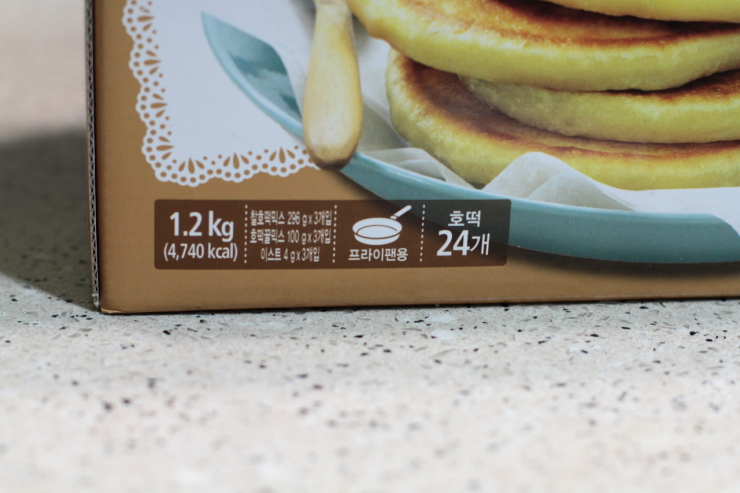 1.2 kg
(4,740 kcal)
찰호떡믹스 296 g x 3개입
호떡꿀믹스 100 g x 3개입
이스트 4 g x 3개입
프라이팬용
호떡
24개